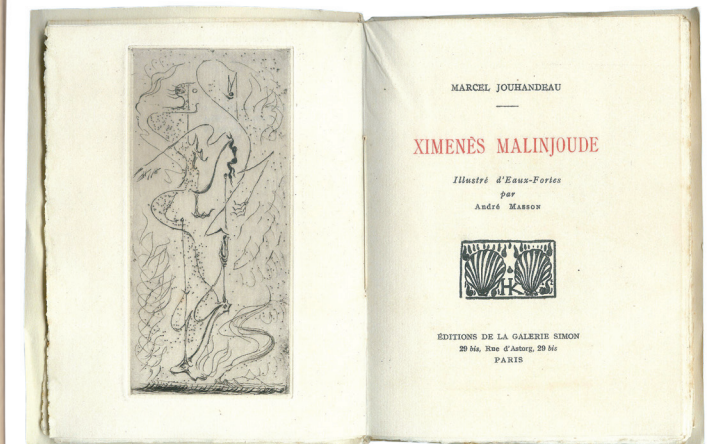 MARCEL JOUHANDEAU
XIMENÈS MALINJOUDE
Illustré d'Eaux-Fortes
par
André MASSON
HK
ÉDITIONS DE LA GALERIE SIMON
29 bis, Rue d'Astorg, 29 bis
PARIS